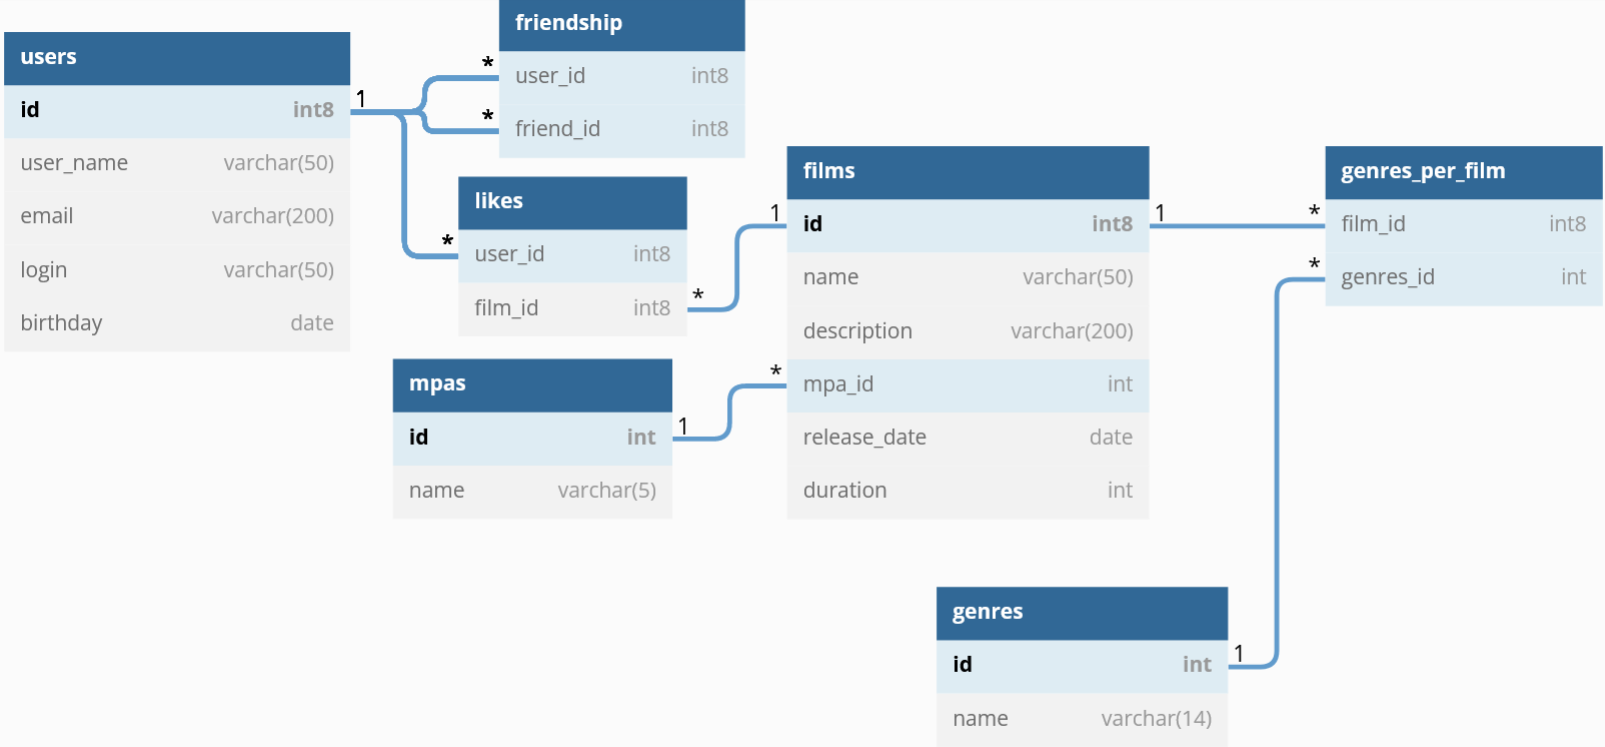 users
id int8
user_name varchar(50)
email varchar(200)
login varchar(50)
birthday date
1
friendship
* user_id int8
* friend_id int8
likes
* user_id int8
film_id int8 *
mpas
id int 1
name varchar(5)
films
1 id int8 1
name varchar(50)
description varchar(200)
* mpa_id int
release_date date
duration int
genres_per_film
* film_id int8
* genres_id int
genres
id int 1
name varchar(14)